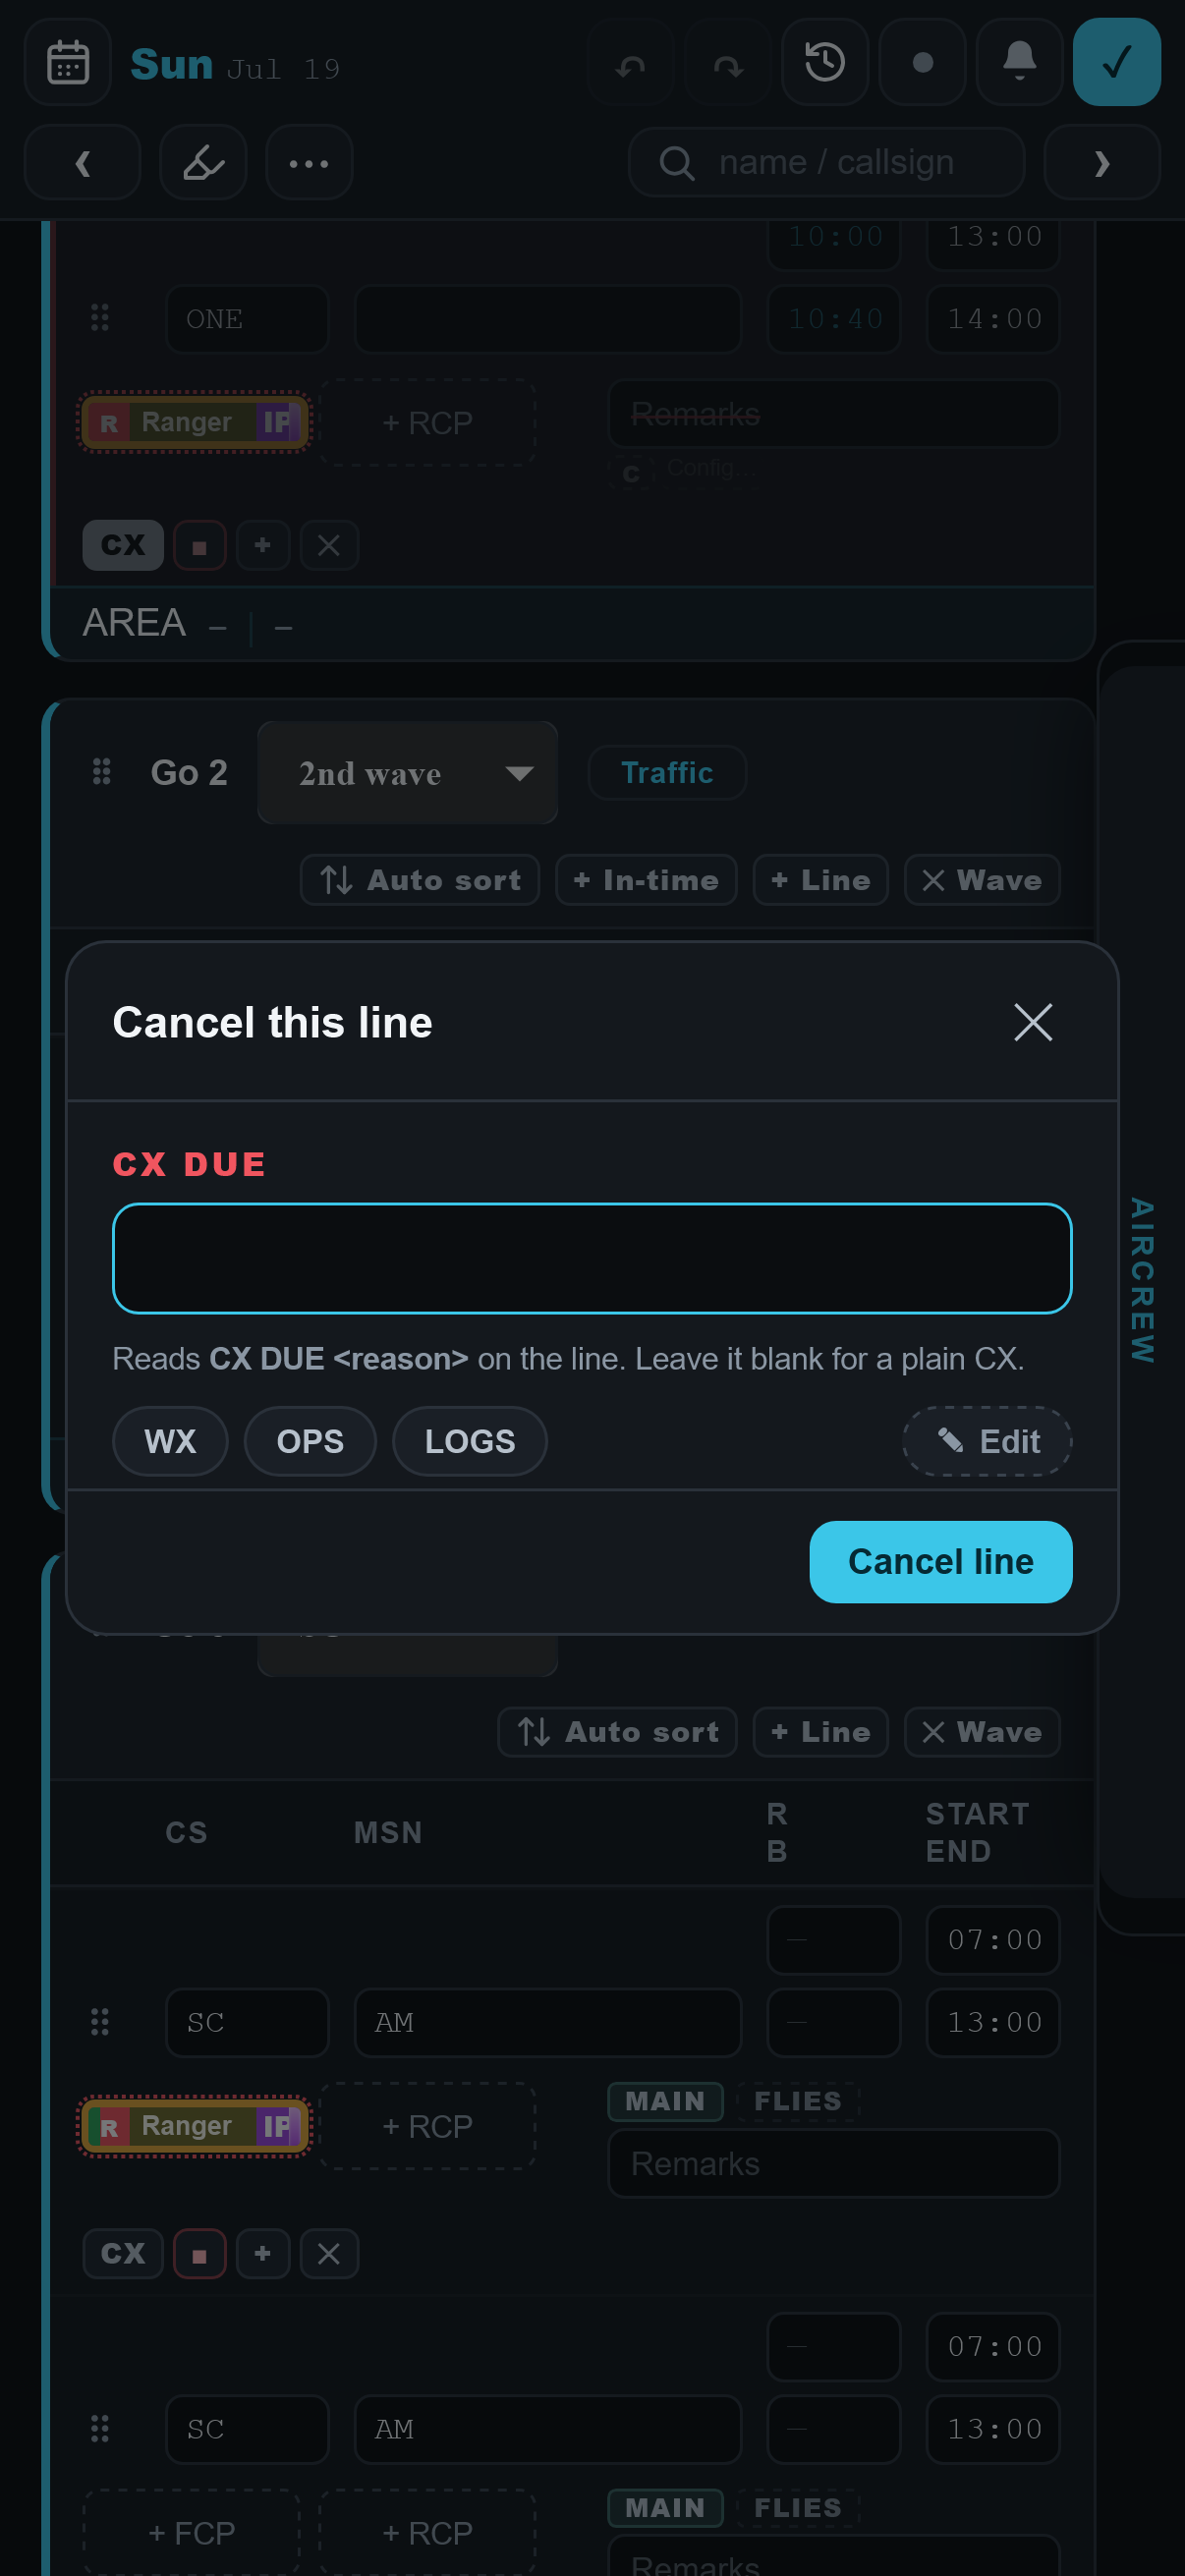 Sun Jul 19
name / callsign
10:00 13:00
ONE 10:40 14:00
R Ranger IP + RCP Remarks
C Config...
CX + ×
AREA – | –
Go 2 2nd wave Traffic
Auto sort + In-time + Line × Wave
Cancel this line
CX DUE
Reads CX DUE <reason> on the line. Leave it blank for a plain CX.
WX OPS LOGS Edit
Cancel line
AIRCREW
Auto sort + Line × Wave
CS MSN R START
B END
— 07:00
SC AM — 13:00
MAIN FLIES
R Ranger IP + RCP Remarks
CX + ×
— 07:00
SC AM — 13:00
MAIN FLIES
+ FCP + RCP Remarks